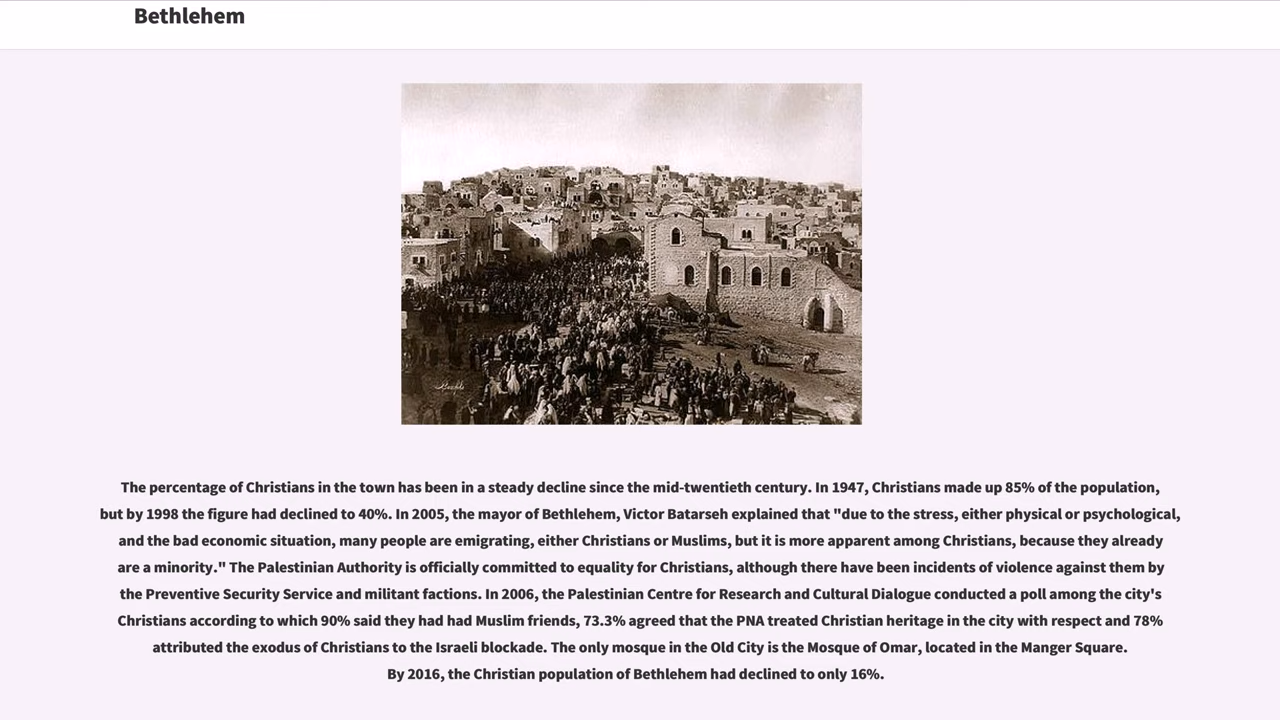 Bethlehem
The percentage of Christians in the town has been in a steady decline since the mid-twentieth century. In 1947, Christians made up 85% of the population,
but by 1998 the figure had declined to 40%. In 2005, the mayor of Bethlehem, Victor Batarseh explained that "due to the stress, either physical or psychological,
and the bad economic situation, many people are emigrating, either Christians or Muslims, but it is more apparent among Christians, because they already
are a minority." The Palestinian Authority is officially committed to equality for Christians, although there have been incidents of violence against them by
the Preventive Security Service and militant factions. In 2006, the Palestinian Centre for Research and Cultural Dialogue conducted a poll among the city's
Christians according to which 90% said they had had Muslim friends, 73.3% agreed that the PNA treated Christian heritage in the city with respect and 78%
attributed the exodus of Christians to the Israeli blockade. The only mosque in the Old City is the Mosque of Omar, located in the Manger Square.
By 2016, the Christian population of Bethlehem had declined to only 16%.